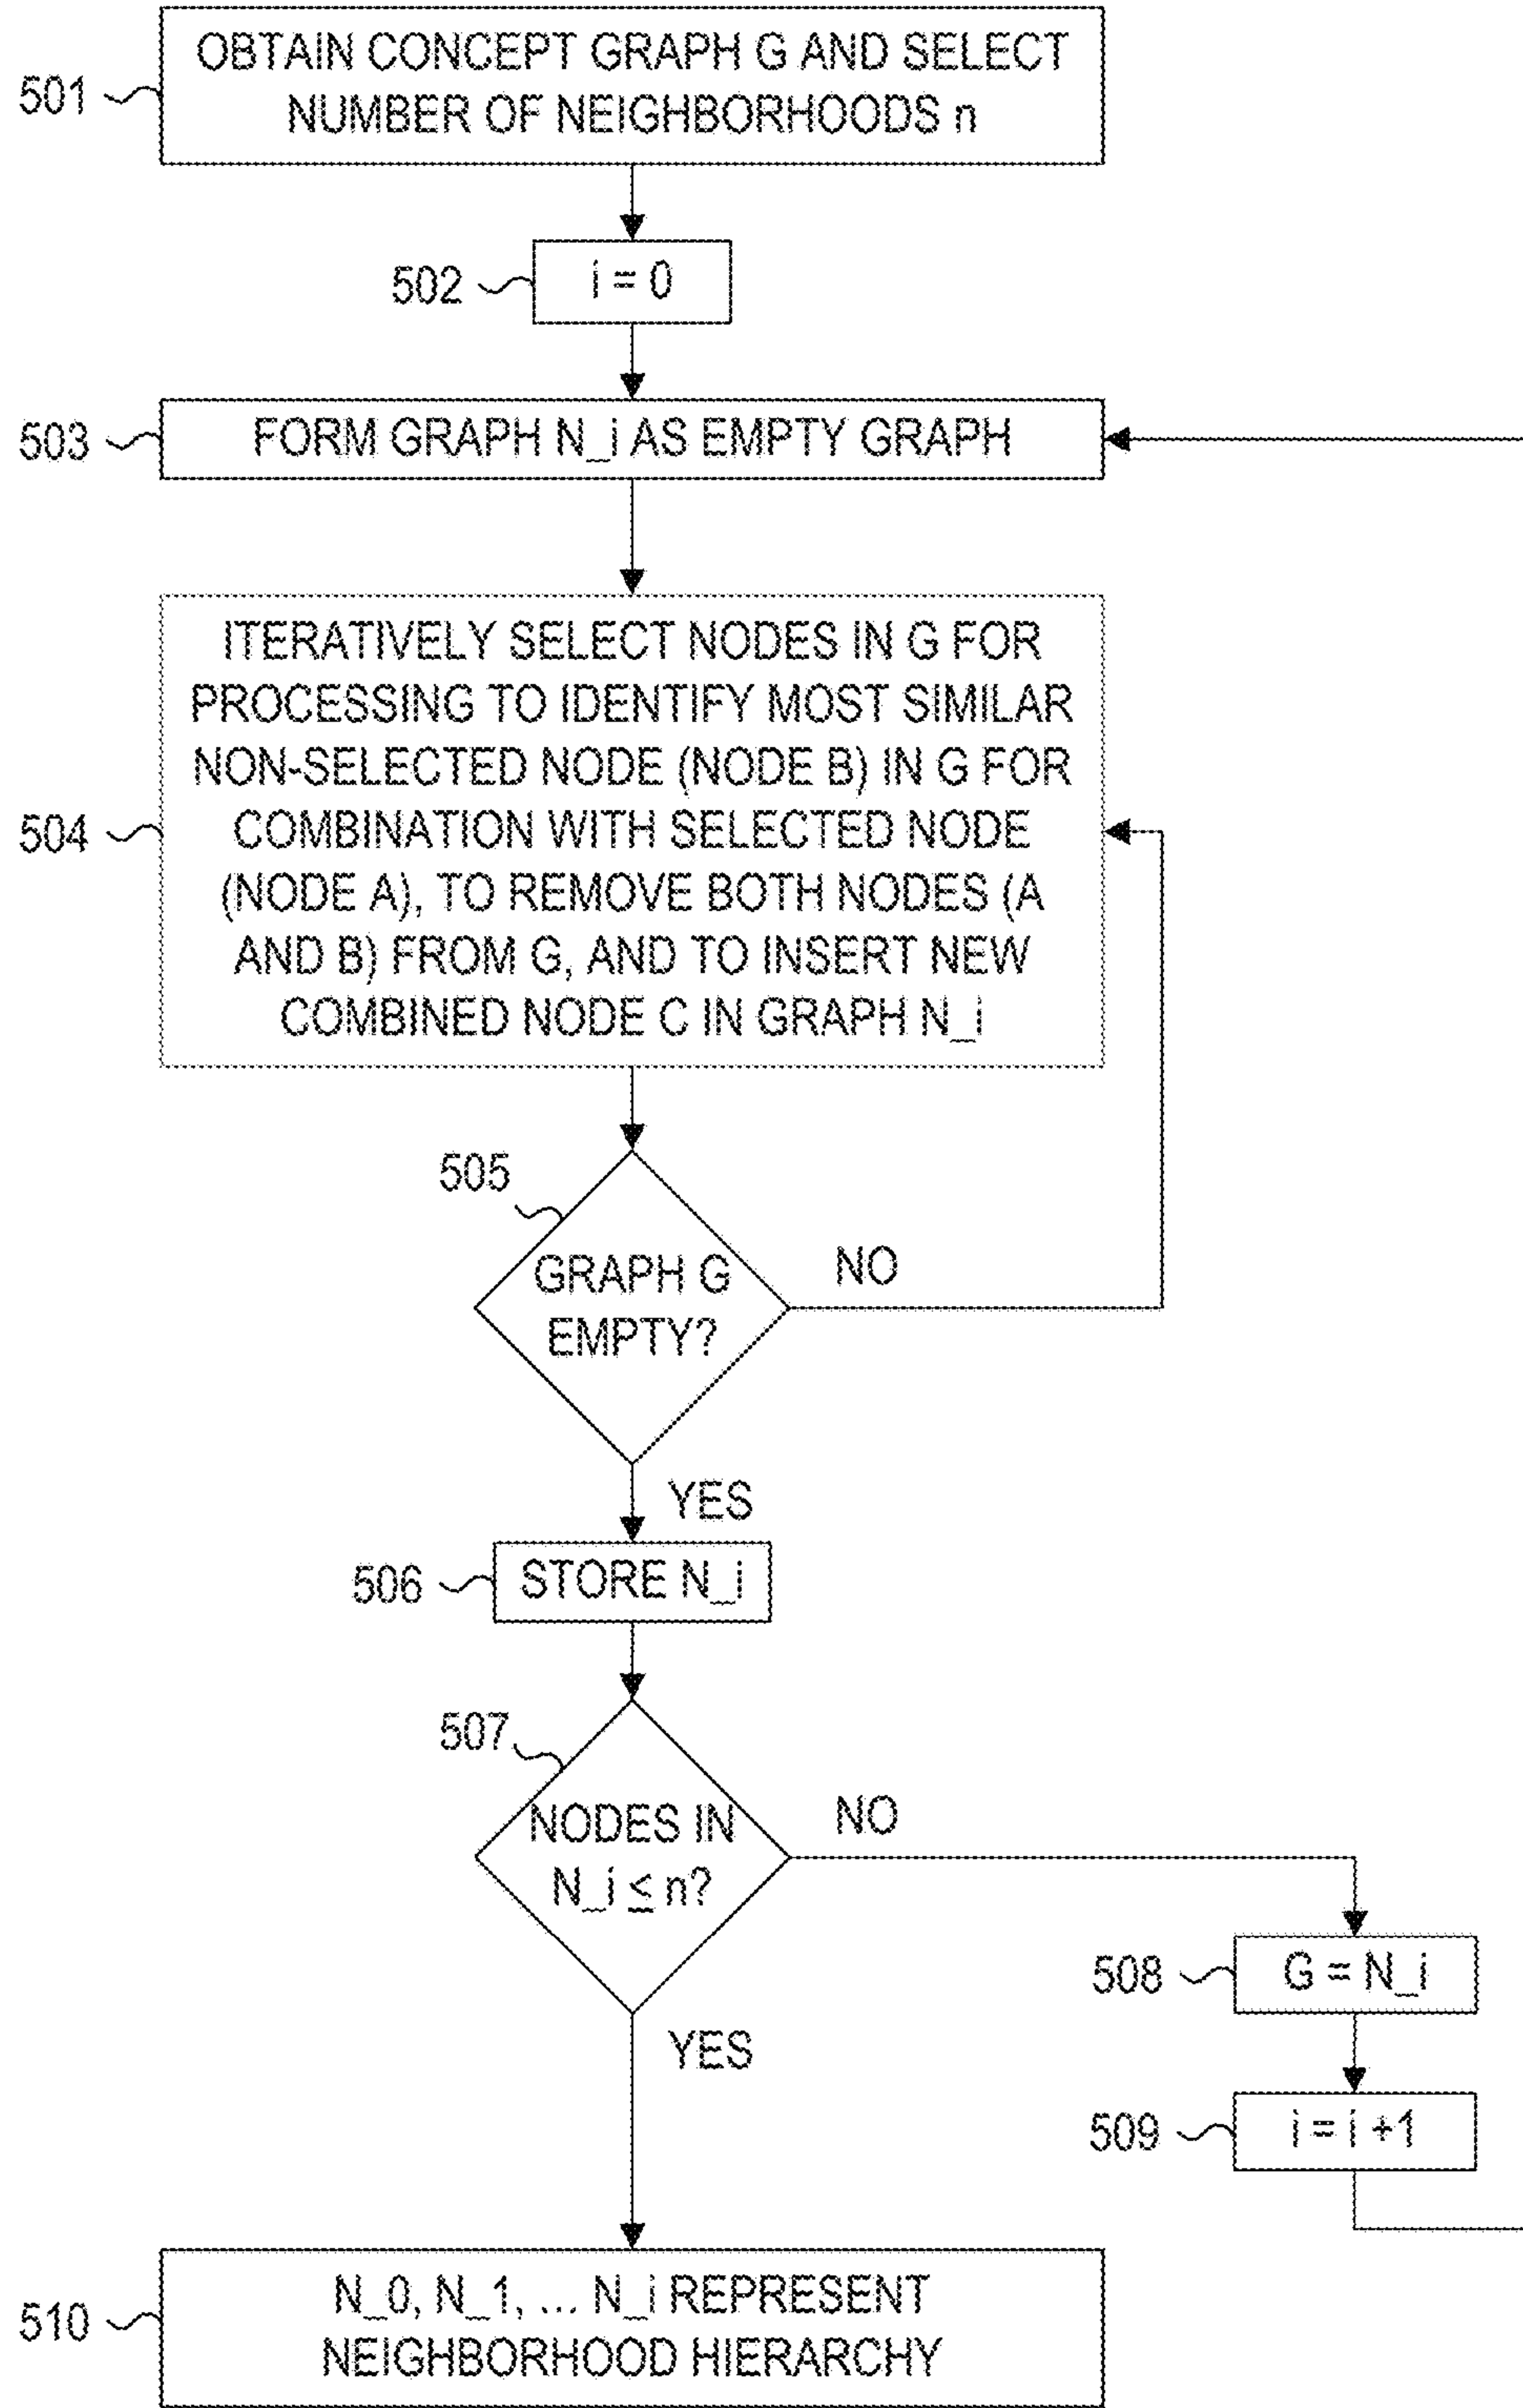 501
OBTAIN CONCEPT GRAPH G AND SELECT
NUMBER OF NEIGHBORHOODS n
502
i = 0
503
FORM GRAPH N_i AS EMPTY GRAPH
504
ITERATIVELY SELECT NODES IN G FOR
PROCESSING TO IDENTIFY MOST SIMILAR
NON-SELECTED NODE (NODE B) IN G FOR
COMBINATION WITH SELECTED NODE
(NODE A), TO REMOVE BOTH NODES (A
AND B) FROM G, AND TO INSERT NEW
COMBINED NODE C IN GRAPH N_i
505
GRAPH G
EMPTY?
NO
YES
506
STORE N_i
507
NODES IN
N_i ≤ n?
NO
YES
508
G = N_i
509
i = i +1
510
N_0, N_1, ... N_i REPRESENT
NEIGHBORHOOD HIERARCHY